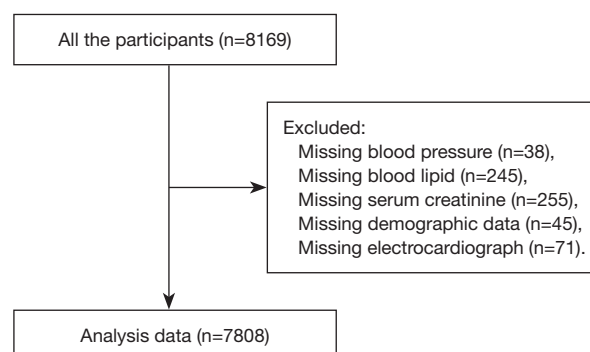 All the participants (n=8169)
Excluded:
Missing blood pressure (n=38),
Missing blood lipid (n=245),
Missing serum creatinine (n=255),
Missing demographic data (n=45),
Missing electrocardiograph (n=71).
Analysis data (n=7808)